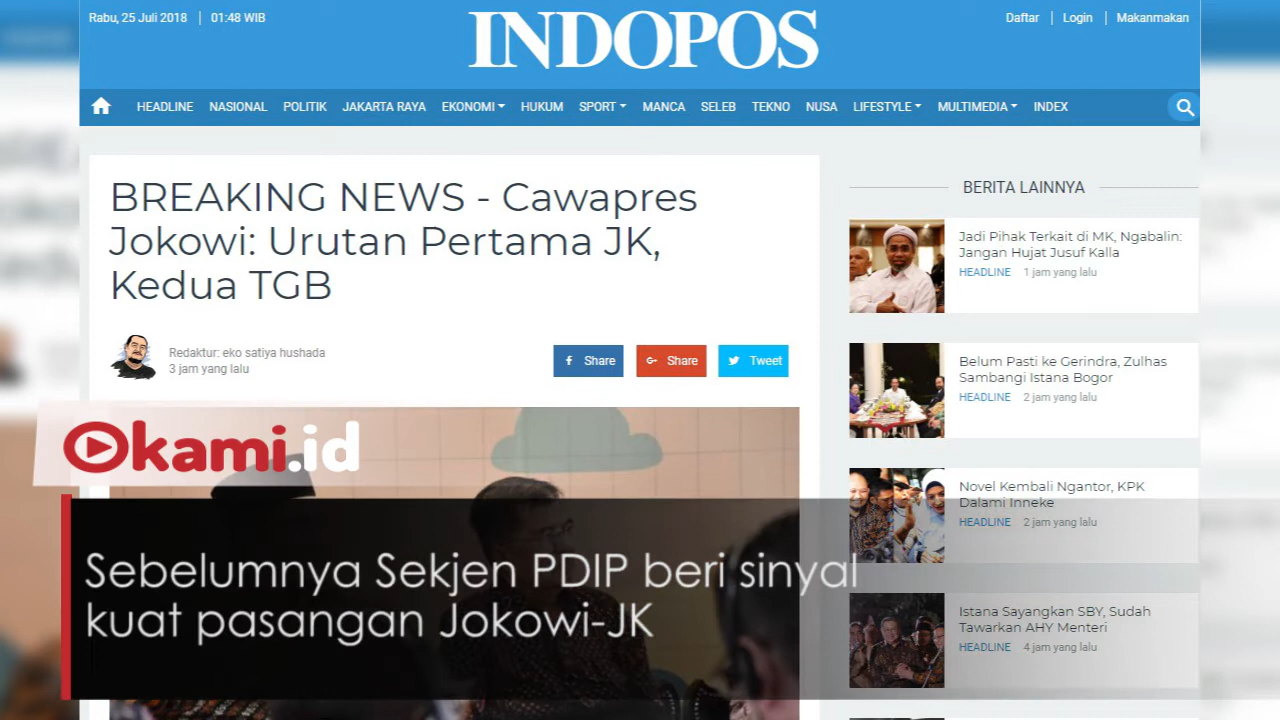 Rabu, 25 Juli 2018 | 01:48 WIB
INDOPOS
Daftar | Login | Makanmakan
HEADLINE NASIONAL POLITIK JAKARTA RAYA EKONOMI HUKUM SPORT MANCA SELEB TEKNO NUSA LIFESTYLE MULTIMEDIA INDEX
BREAKING NEWS - Cawapres
Jokowi: Urutan Pertama JK,
Kedua TGB
Redaktur: eko satiya hushada
3 jam yang lalu
Share
Share
Tweet
Okami.id
Sebelumnya Sekjen PDIP beri sinyal
kuat pasangan Jokowi-JK
BERITA LAINNYA
Jadi Pihak Terkait di MK, Ngabalin:
Jangan Hujat Jusuf Kalla
HEADLINE 1 jam yang lalu
Belum Pasti ke Gerindra, Zulhas
Sambangi Istana Bogor
HEADLINE 2 jam yang lalu
Novel Kembali Ngantor, KPK
Dalami Inneke
HEADLINE 2 jam yang lalu
Istana Sayangkan SBY, Sudah
Tawarkan AHY Menteri
HEADLINE 4 jam yang lalu